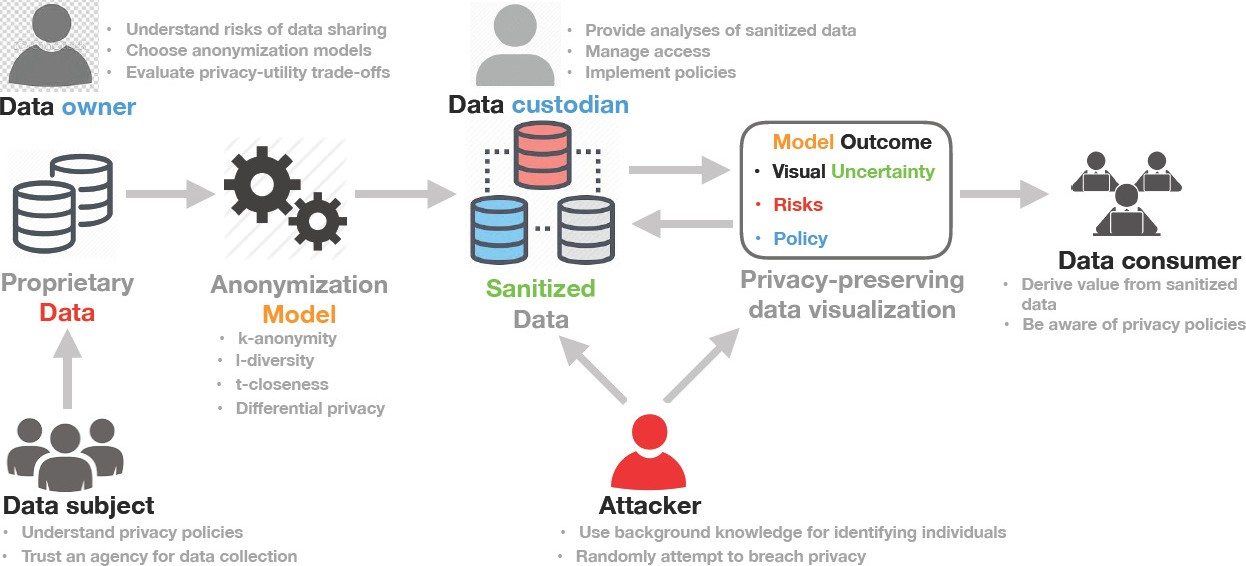 • Understand risks of data sharing
• Choose anonymization models
• Evaluate privacy-utility trade-offs
Data owner
• Provide analyses of sanitized data
• Manage access
• Implement policies
Data custodian
Proprietary
Data
Anonymization
Model
• k-anonymity
• l-diversity
• t-closeness
• Differential privacy
Sanitized
Data
Model Outcome
• Visual Uncertainty
• Risks
• Policy
Privacy-preserving
data visualization
Data consumer
• Derive value from sanitized
data
• Be aware of privacy policies
Data subject
• Understand privacy policies
• Trust an agency for data collection
Attacker
• Use background knowledge for identifying individuals
• Randomly attempt to breach privacy